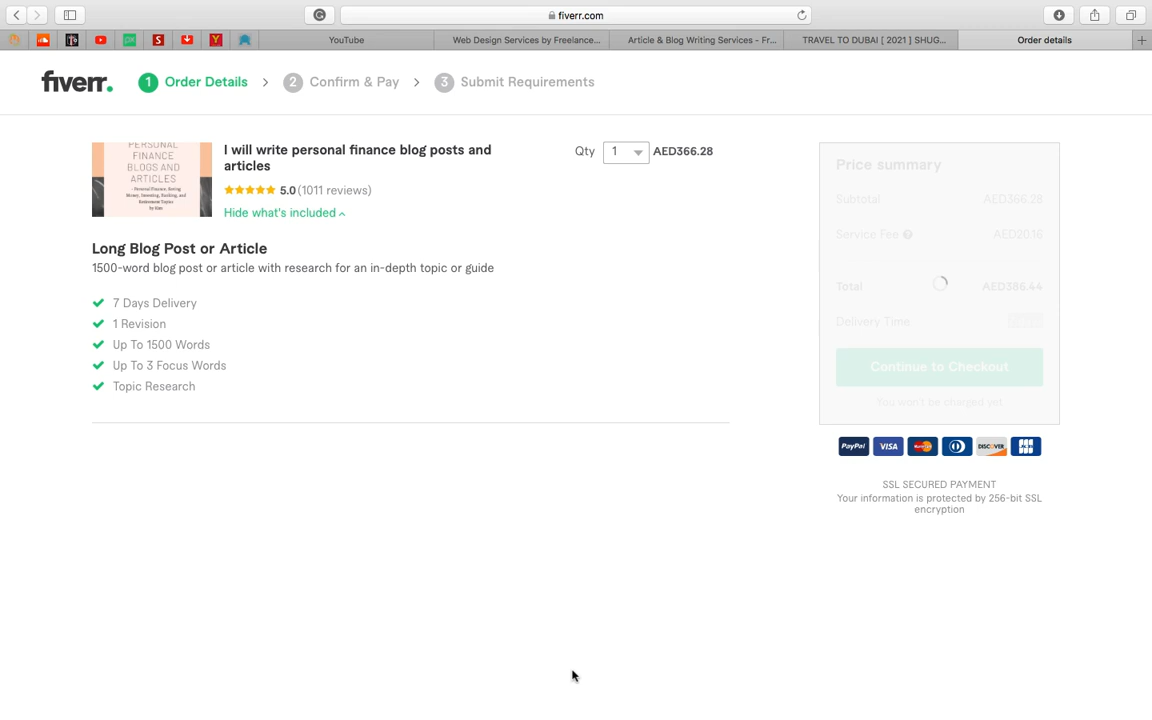 fiverr.com
YouTube
Web Design Services by Freelance...
Article & Blog Writing Services - Fr...
TRAVEL TO DUBAI [ 2021 ] SHUG...
Order details
fiverr.
1 Order Details
2 Confirm & Pay
3 Submit Requirements
PERSONAL
FINANCE
BLOGS AND
ARTICLES
I will write personal finance blog posts and
articles
5.0 (1011 reviews)
Hide what's included
Qty 1 AED366.28
Long Blog Post or Article
1500-word blog post or article with research for an in-depth topic or guide
7 Days Delivery
1 Revision
Up To 1500 Words
Up To 3 Focus Words
Topic Research
Price summary
Subtotal AED366.28
Service Fee AED20.16
Total AED386.44
Delivery Time
Continue to Checkout
You won't be charged yet
PayPal VISA DISCOVER JCB
SSL SECURED PAYMENT
Your information is protected by 256-bit SSL
encryption